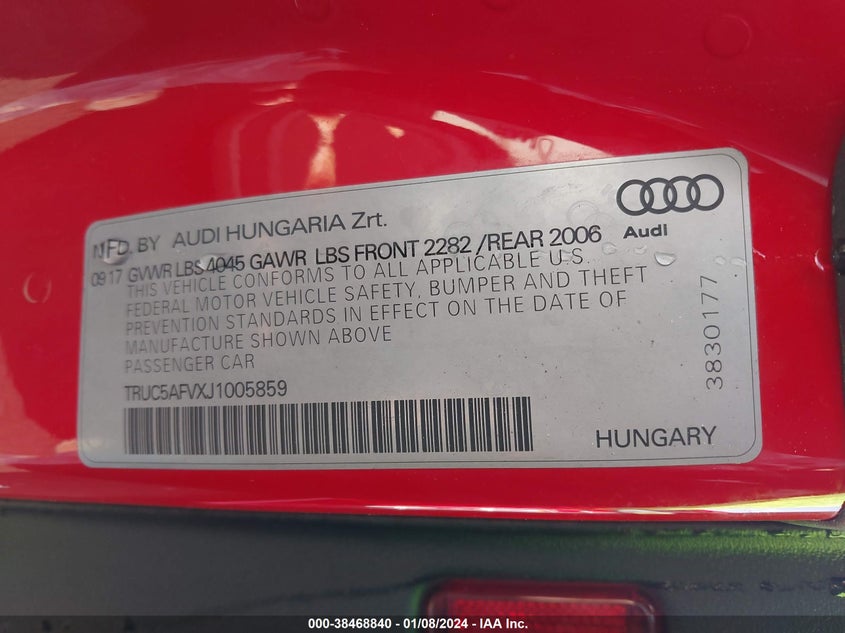 MFD. BY AUDI HUNGARIA Zrt.
Audi
09 17 GVWR LBS 4045 GAWR LBS FRONT 2282 /REAR 2006
THIS VEHICLE CONFORMS TO ALL APPLICABLE U.S.
FEDERAL MOTOR VEHICLE SAFETY, BUMPER AND THEFT
PREVENTION STANDARDS IN EFFECT ON THE DATE OF
MANUFACTURE SHOWN ABOVE
PASSENGER CAR
TRUC5AFVXJ1005859
HUNGARY
3830177
000-38468840 - 01/08/2024 - IAAI Inc.